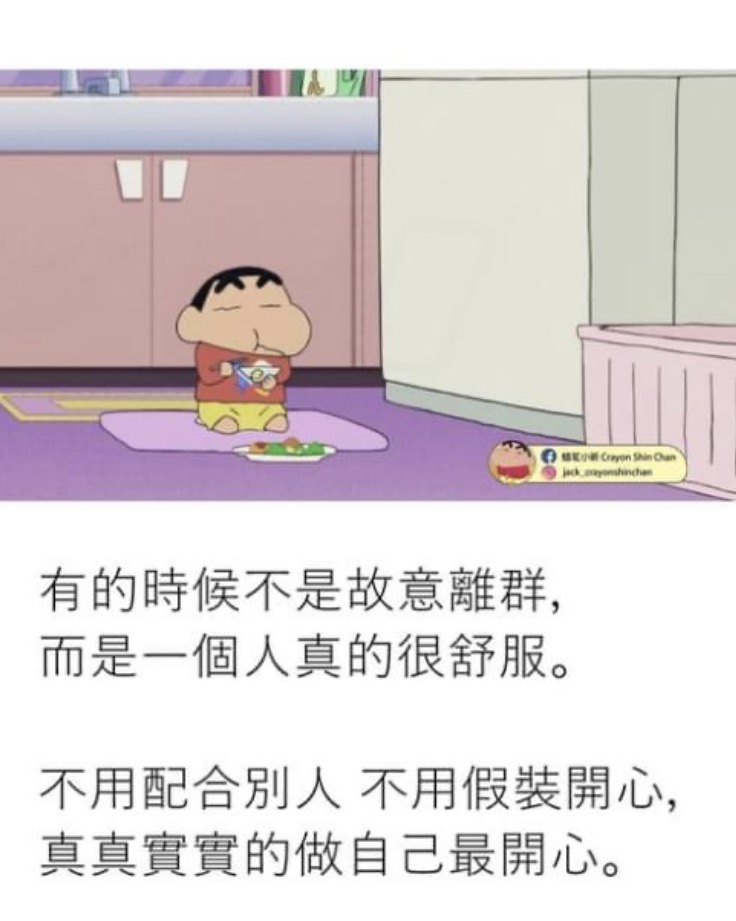 蠟筆小新 Crayon Shin Chan
jack_crayonshinchan
有的時候不是故意離群,
而是一個人真的很舒服。
不用配合別人 不用假裝開心,
真真實實的做自己最開心。